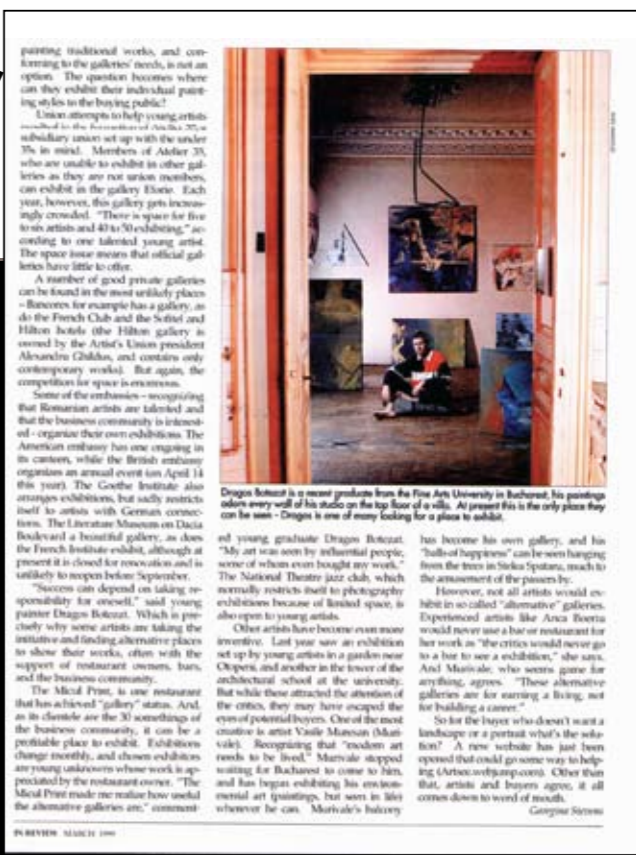 painting traditional works, and con-
forming to the galleries' needs, is not an
option. The question becomes where
can they exhibit their individual paint-
ing styles to the buying public?
Union attempts to help young artists
resulted in the formation of Atelier 35, a
subsidiary union set up with the under
35s in mind. Members of Atelier 35,
who are unable to exhibit in other gal-
leries as they are not union members,
can exhibit in the gallery Eforie. Each
year, however, this gallery gets increas-
ingly crowded. "There is space for five
to six artists and 40 to 50 exhibiting," ac-
cording to one talented young artist.
The space issue means that official gal-
leries have little to offer.
A number of good private galleries
can be found in the most unlikely places
– Bancorex for example has a gallery, as
do the French Club and the Sofitel and
Hilton hotels (the Hilton gallery is
owned by the Artist's Union president
Alexandru Ghildus, and contains only
contemporary works). But again, the
competition for space is enormous.
Some of the embassies – recognizing
that Romanian artists are talented and
that the business community is interest-
ed - organize their own exhibitions. The
American embassy has one ongoing in
its canteen, while the British embassy
organizes an annual event (on April 14
this year). The Goethe Institute also
arranges exhibitions, but sadly restricts
itself to artists with German connec-
tions. The Literature Museum on Dacia
Boulevard a beautiful gallery, as does
the French Institute exhibit, although at
present it is closed for renovation and is
unlikely to reopen before September.
"Success can depend on taking re-
sponsibility for oneself," said young
painter Dragos Botezat. Which is pre-
cisely why some artists are taking the
initiative and finding alternative places
to show their works, often with the
support of restaurant owners, bars,
and the business community.
The Micul Print, is one restaurant
that has achieved "gallery" status. And,
as its clientele are the 30 somethings of
the business community, it can be a
profitable place to exhibit. Exhibitions
change monthly, and chosen exhibitors
are young unknowns whose work is ap-
preciated by the restaurant owner. "The
Micul Print made me realize how useful
the alternative galleries are," comment-
Dragos Botezat is a recent graduate from the Fine Arts University in Bucharest, his paintings
adorn every wall of his studio on the top floor of a villa. At present this is the only place they
can be seen - Dragos is one of many looking for a place to exhibit.
ed young graduate Dragos Botezat.
"My art was seen by influential people,
some of whom even bought my work."
The National Theatre jazz club, which
normally restricts itself to photography
exhibitions because of limited space, is
also open to young artists.
Other artists have become even more
inventive. Last year saw an exhibition
set up by young artists in a garden near
Otopeni, and another in the tower of the
architectural school at the university.
But while these attracted the attention of
the critics, they may have escaped the
eyes of potential buyers. One of the most
creative is artist Vasile Muresan (Muri-
vale). Recognizing that "modern art
needs to be lived," Murivale stopped
waiting for Bucharest to come to him,
and has begun exhibiting his environ-
mental art (paintings, but seen in life)
whenever he can. Murivale's balcony
has become his own gallery, and his
"balls of happiness" can be seen hanging
from the trees in Stelea Spataru, much to
the amusement of the passers by.
However, not all artists would ex-
hibit in so called "alternative" galleries.
Experienced artists like Anca Boerta
would never use a bar or restaurant for
her work as "the critics would never go
to a bar to see a exhibition," she says.
And Murivale, who seems game for
anything, agrees. "These alternative
galleries are for earning a living, not
for building a career."
So for the buyer who doesn't want a
landscape or a portrait what's the solu-
tion? A new website has just been
opened that could go some way to help-
ing (Artsee.webjump.com). Other than
that, artists and buyers agree, it all
comes down to word of mouth.
Georgina Stevens
IN REVIEW MARCH 1999